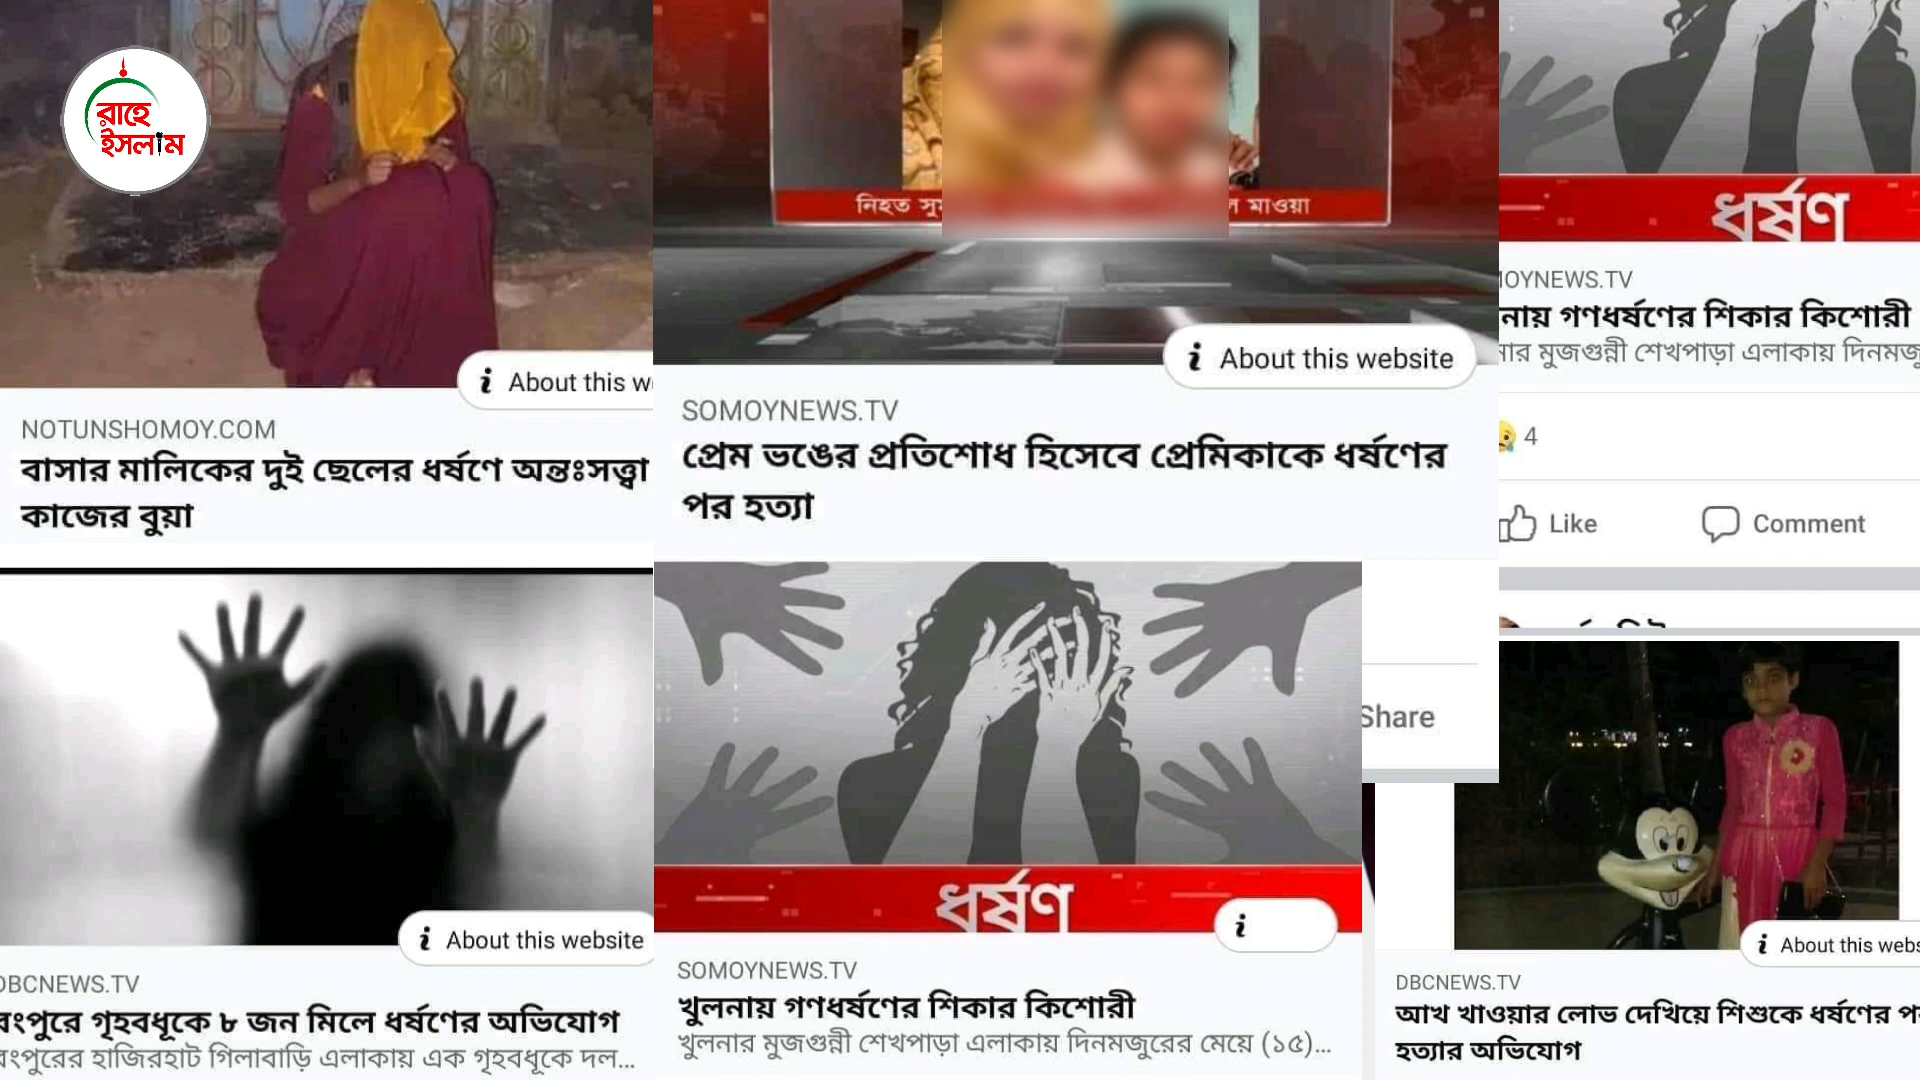 রাহে
ইসলাম
NOTUNSHOMOY.COM
বাসার মালিকের দুই ছেলের ধর্ষণে অন্তঃসত্ত্বা
কাজের বুয়া
About this w
নিহত সু
ল মাওয়া
About this website
SOMOYNEWS.TV
প্রেম ভঙের প্রতিশোধ হিসেবে প্রেমিকাকে ধর্ষণের
পর হত্যা
Share
ধর্ষণ
OYNEWS.TV
নায় গণধর্ষণের শিকার কিশোরী
নার মুজগুন্নী শেখপাড়া এলাকায় দিনমজু
4
Like
Comment
About this website
DBCNEWS.TV
রংপুরে গৃহবধূকে ৮ জন মিলে ধর্ষণের অভিযোগ
রংপুরের হাজিরহাট গিলাবাড়ি এলাকায় এক গৃহবধূকে দল...
ধর্ষণ
SOMOYNEWS.TV
খুলনায় গণধর্ষণের শিকার কিশোরী
খুলনার মুজগুন্নী শেখপাড়া এলাকায় দিনমজুরের মেয়ে (১৫)...
About this webs
DBCNEWS.TV
আখ খাওয়ার লোভ দেখিয়ে শিশুকে ধর্ষণের প
হত্যার অভিযোগ